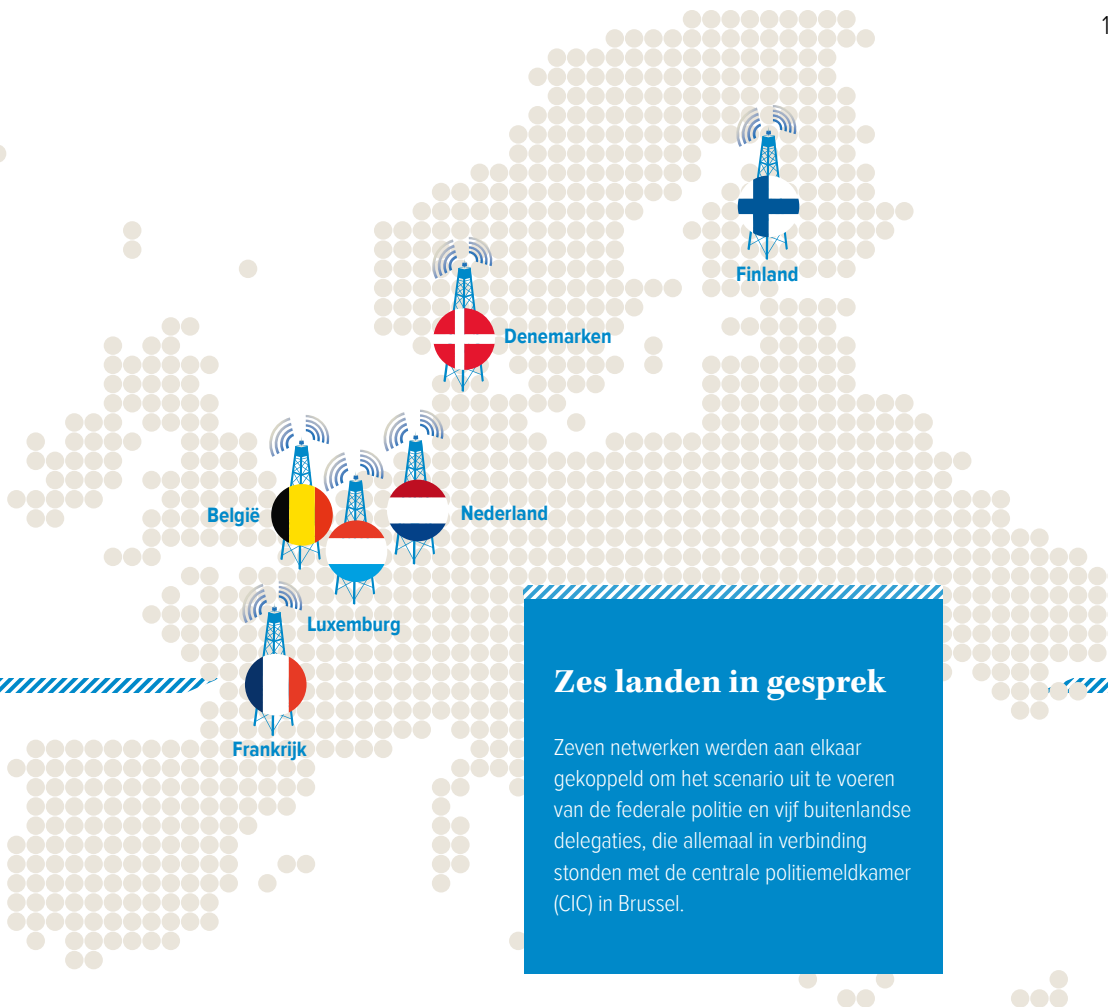 1
Finland
Denemarken
België
Nederland
Luxemburg
Frankrijk
Zes landen in gesprek
Zeven netwerken werden aan elkaar
gekoppeld om het scenario uit te voeren
van de federale politie en vijf buitenlandse
delegaties, die allemaal in verbinding
stonden met de centrale politiemeldkamer
(CIC) in Brussel.